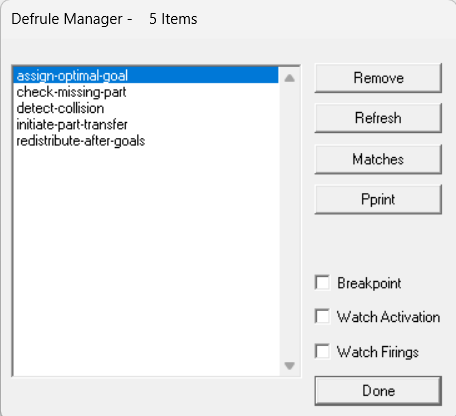 Defrule Manager -    5 Items
assign-optimal-goal
check-missing-part
detect-collision
initiate-part-transfer
redistribute-after-goals
Remove
Refresh
Matches
Pprint
Breakpoint
Watch Activation
Watch Firings
Done